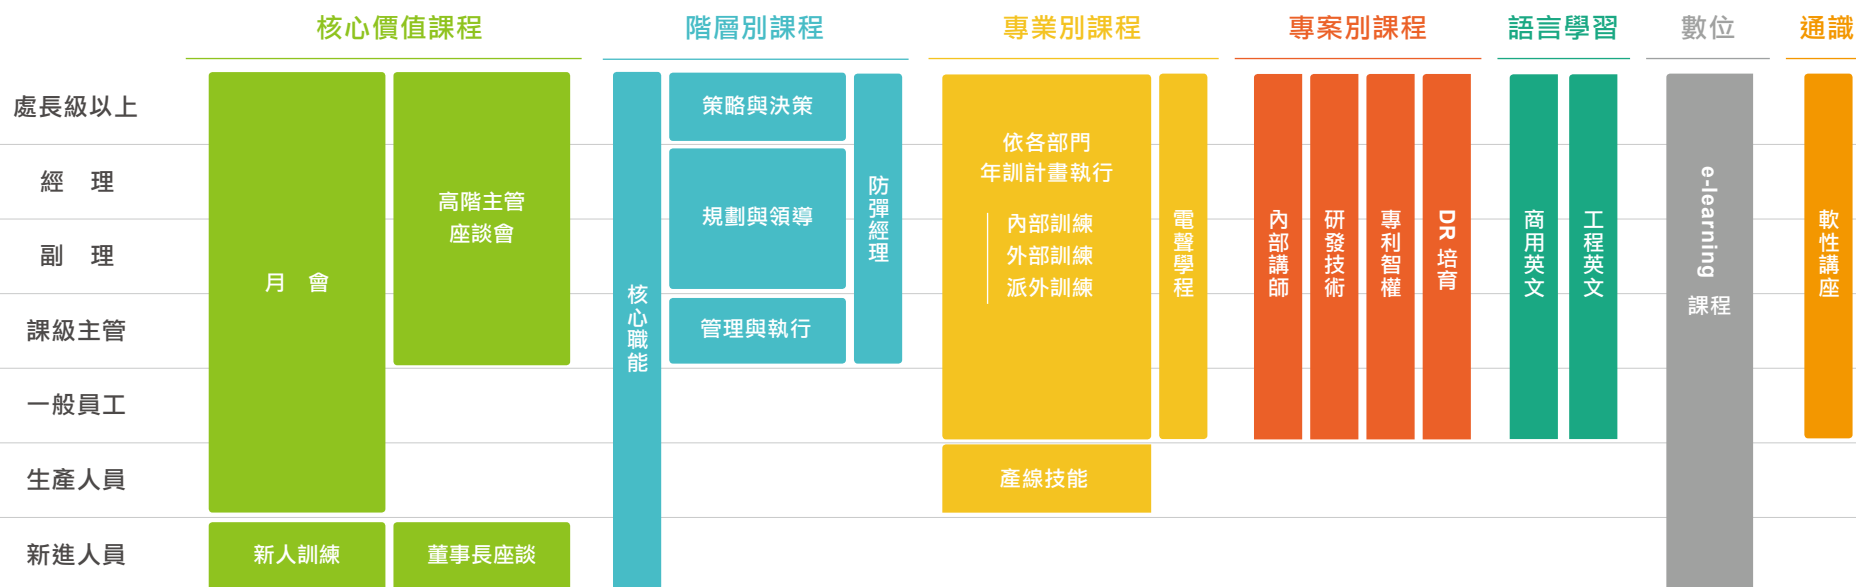 核心價值課程
階層別課程
專業別課程
專案別課程
語言學習
數位
通識
處長級以上
經 理
副 理
課級主管
一般員工
生產人員
新進人員
月 會
高階主管
座談會
新人訓練
董事長座談
核心職能
策略與決策
規劃與領導
管理與執行
防彈經理
依各部門
年訓計畫執行
內部訓練
外部訓練
派外訓練
產線技能
電聲學程
內部講師
研發技術
專利智權
DR 培育
商用英文
工程英文
e-learning 課程
軟性講座